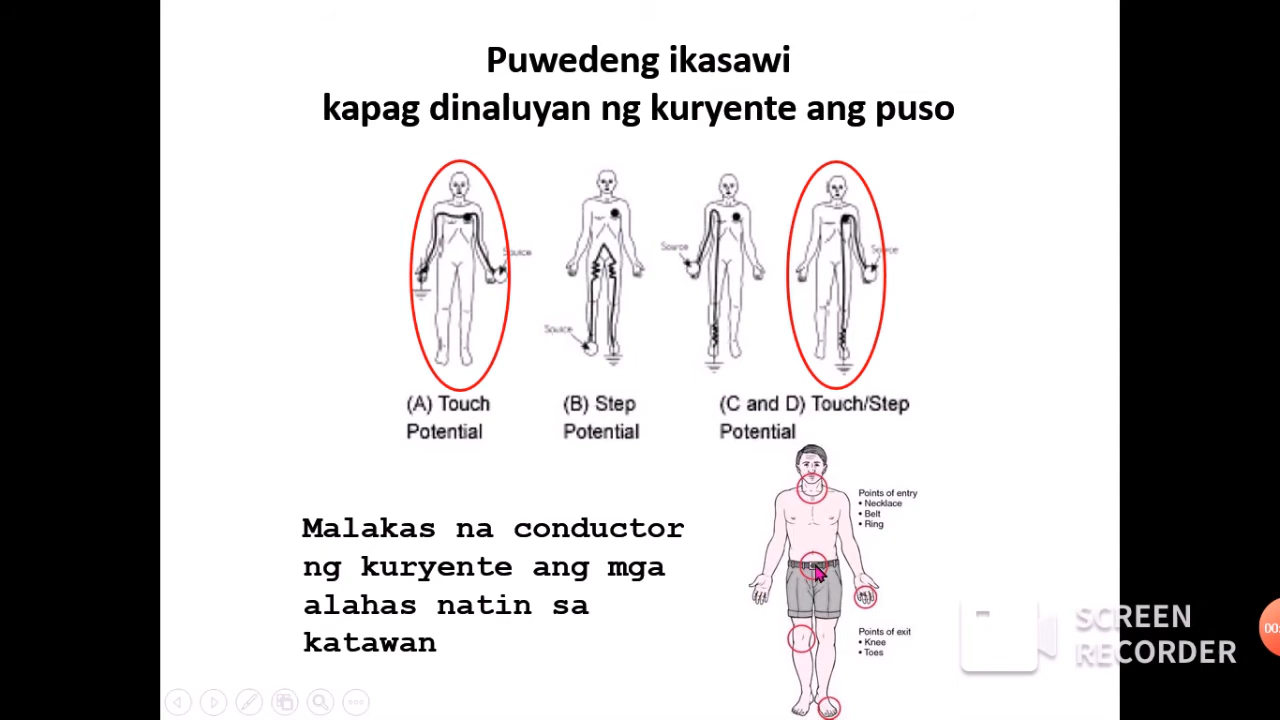 Puwedeng ikasawi
kapag dinaluyan ng kuryente ang puso
Source
Source
Source
Source
(A) Touch
Potential
(B) Step
Potential
(C and D) Touch/Step
Potential
Malakas na conductor
ng kuryente ang mga
alahas natin sa
katawan
Points of entry
• Necklace
• Belt
• Ring
Points of exit
• Knee
• Toes
SCREEN
RECORDER